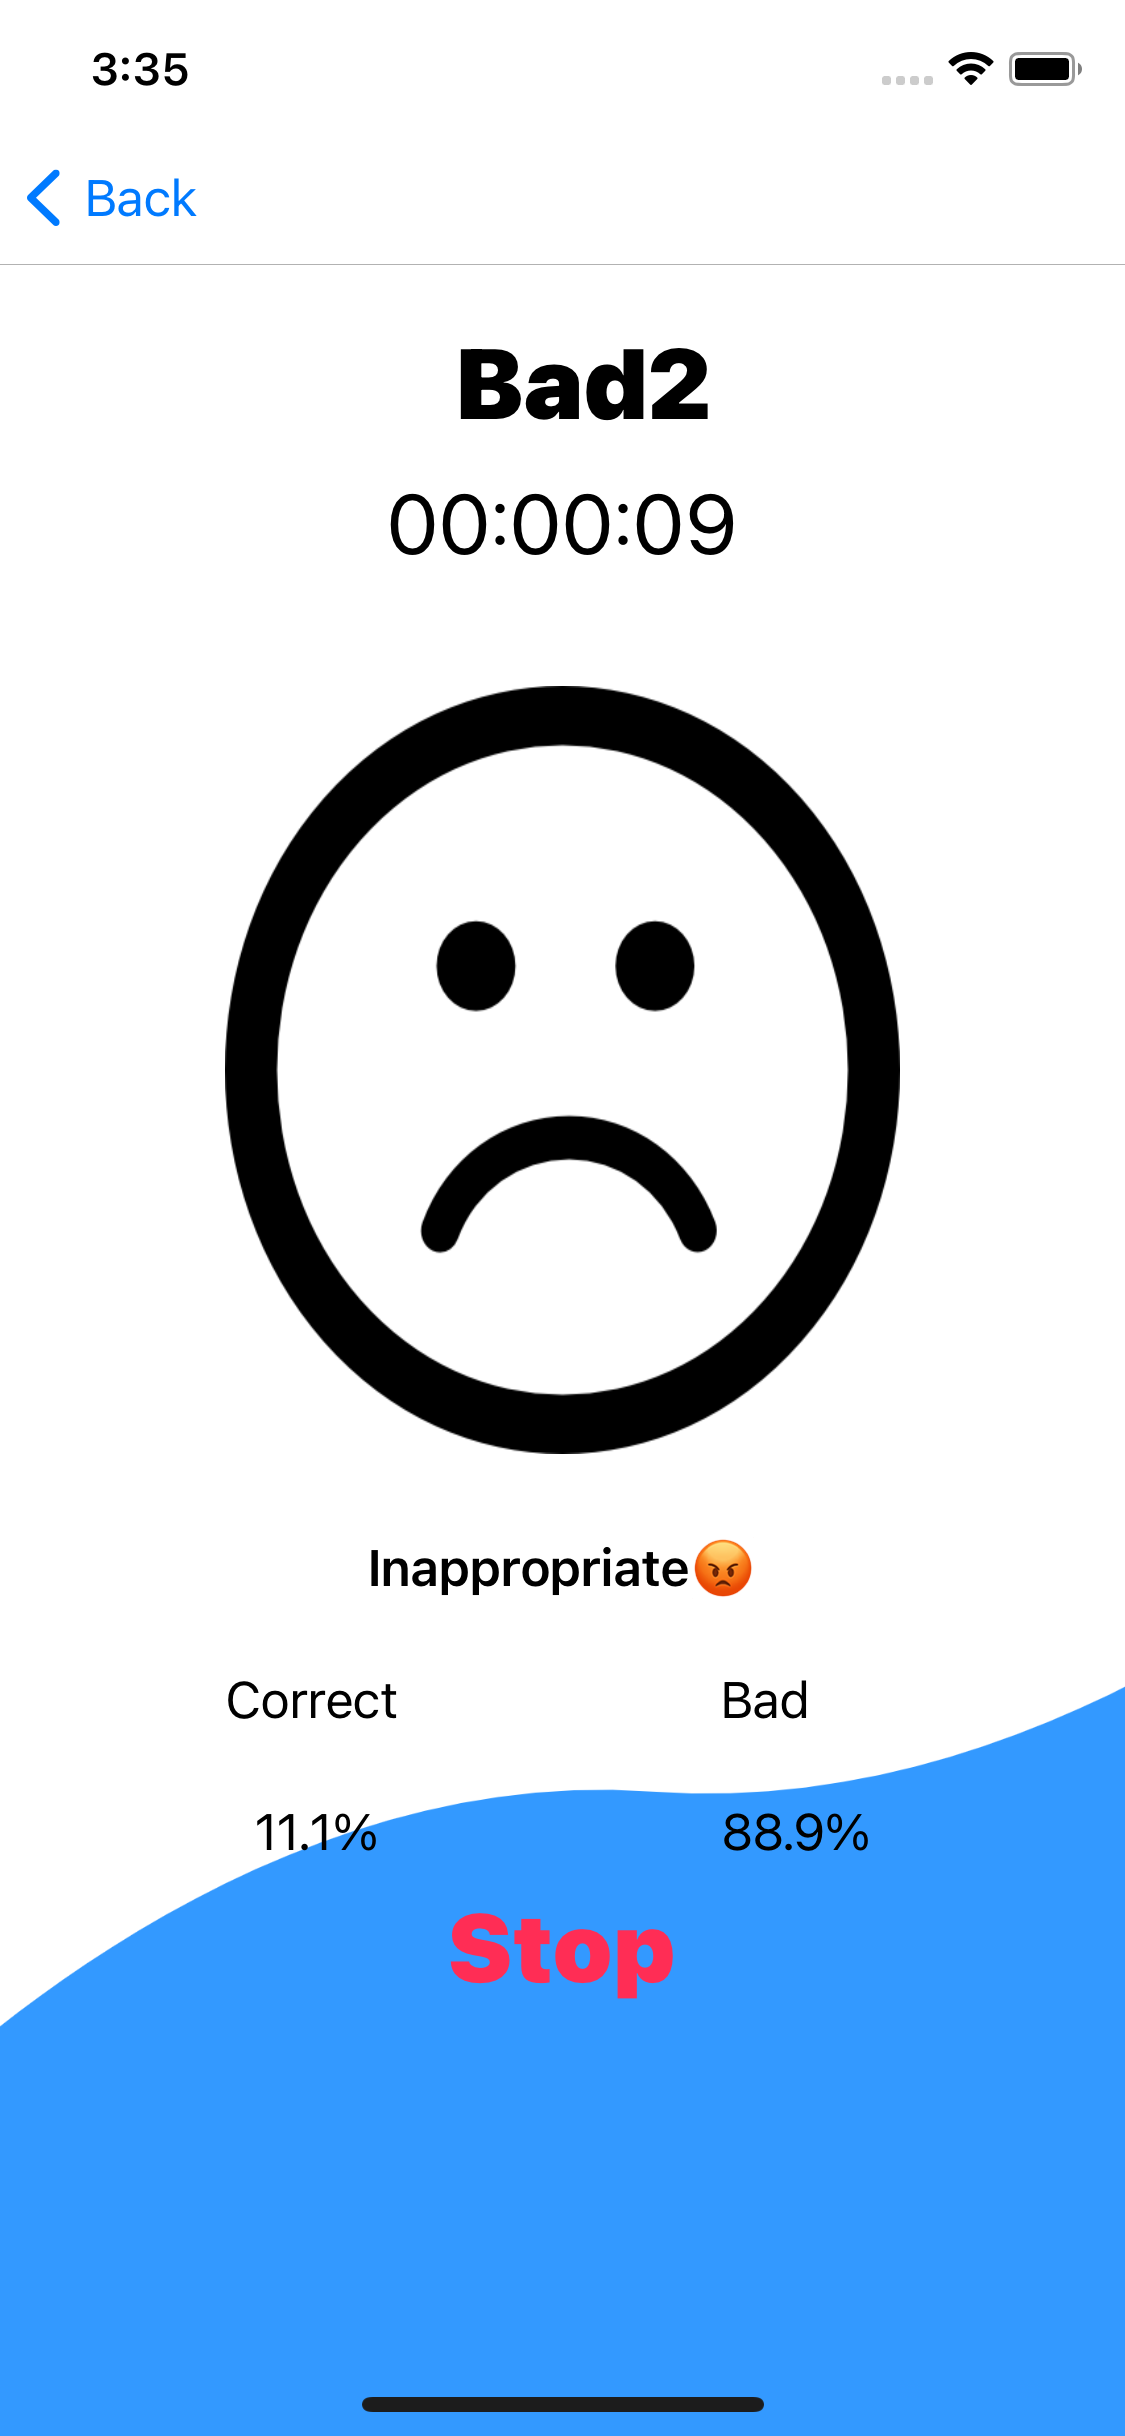 3:35
Back
Bad2
00:00:09
Inappropriate😡
Correct Bad
11.1% 88.9%
Stop